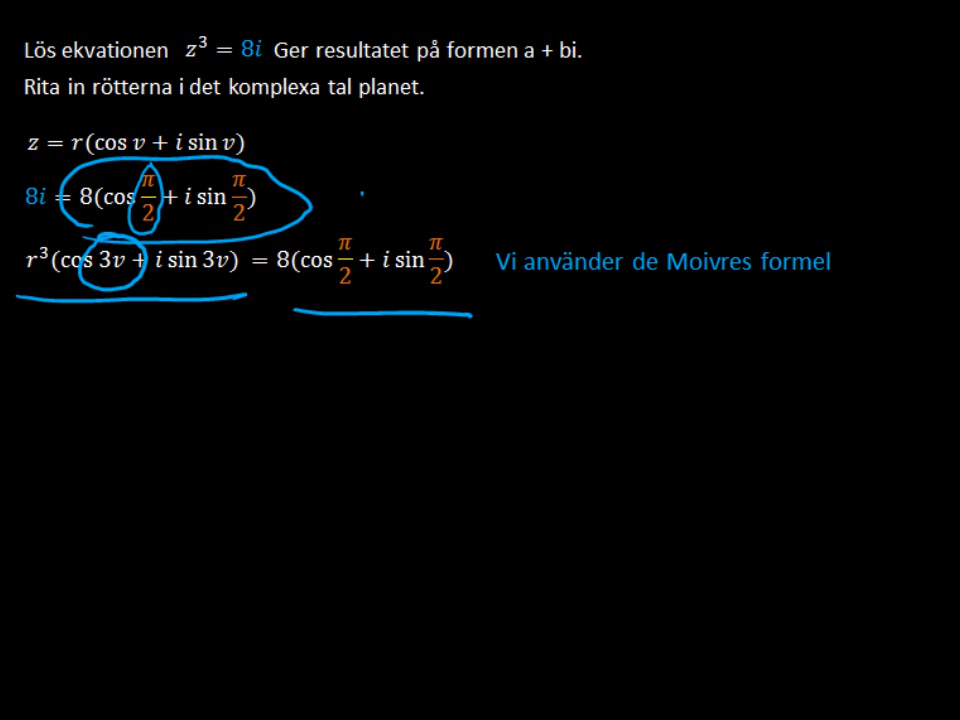 Lös ekvationen z³ = 8i Ger resultatet på formen a + bi.
Rita in rötterna i det komplexa tal planet.
z = r(cos v + i sin v)
8i = 8(cos π/2 + i sin π/2)
r³(cos 3v + i sin 3v) = 8(cos π/2 + i sin π/2) Vi använder de Moivres formel